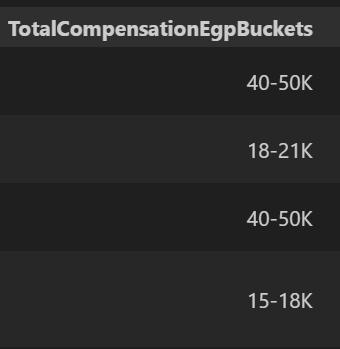 TotalCompensationEgpBuckets
40-50K
18-21K
40-50K
15-18K